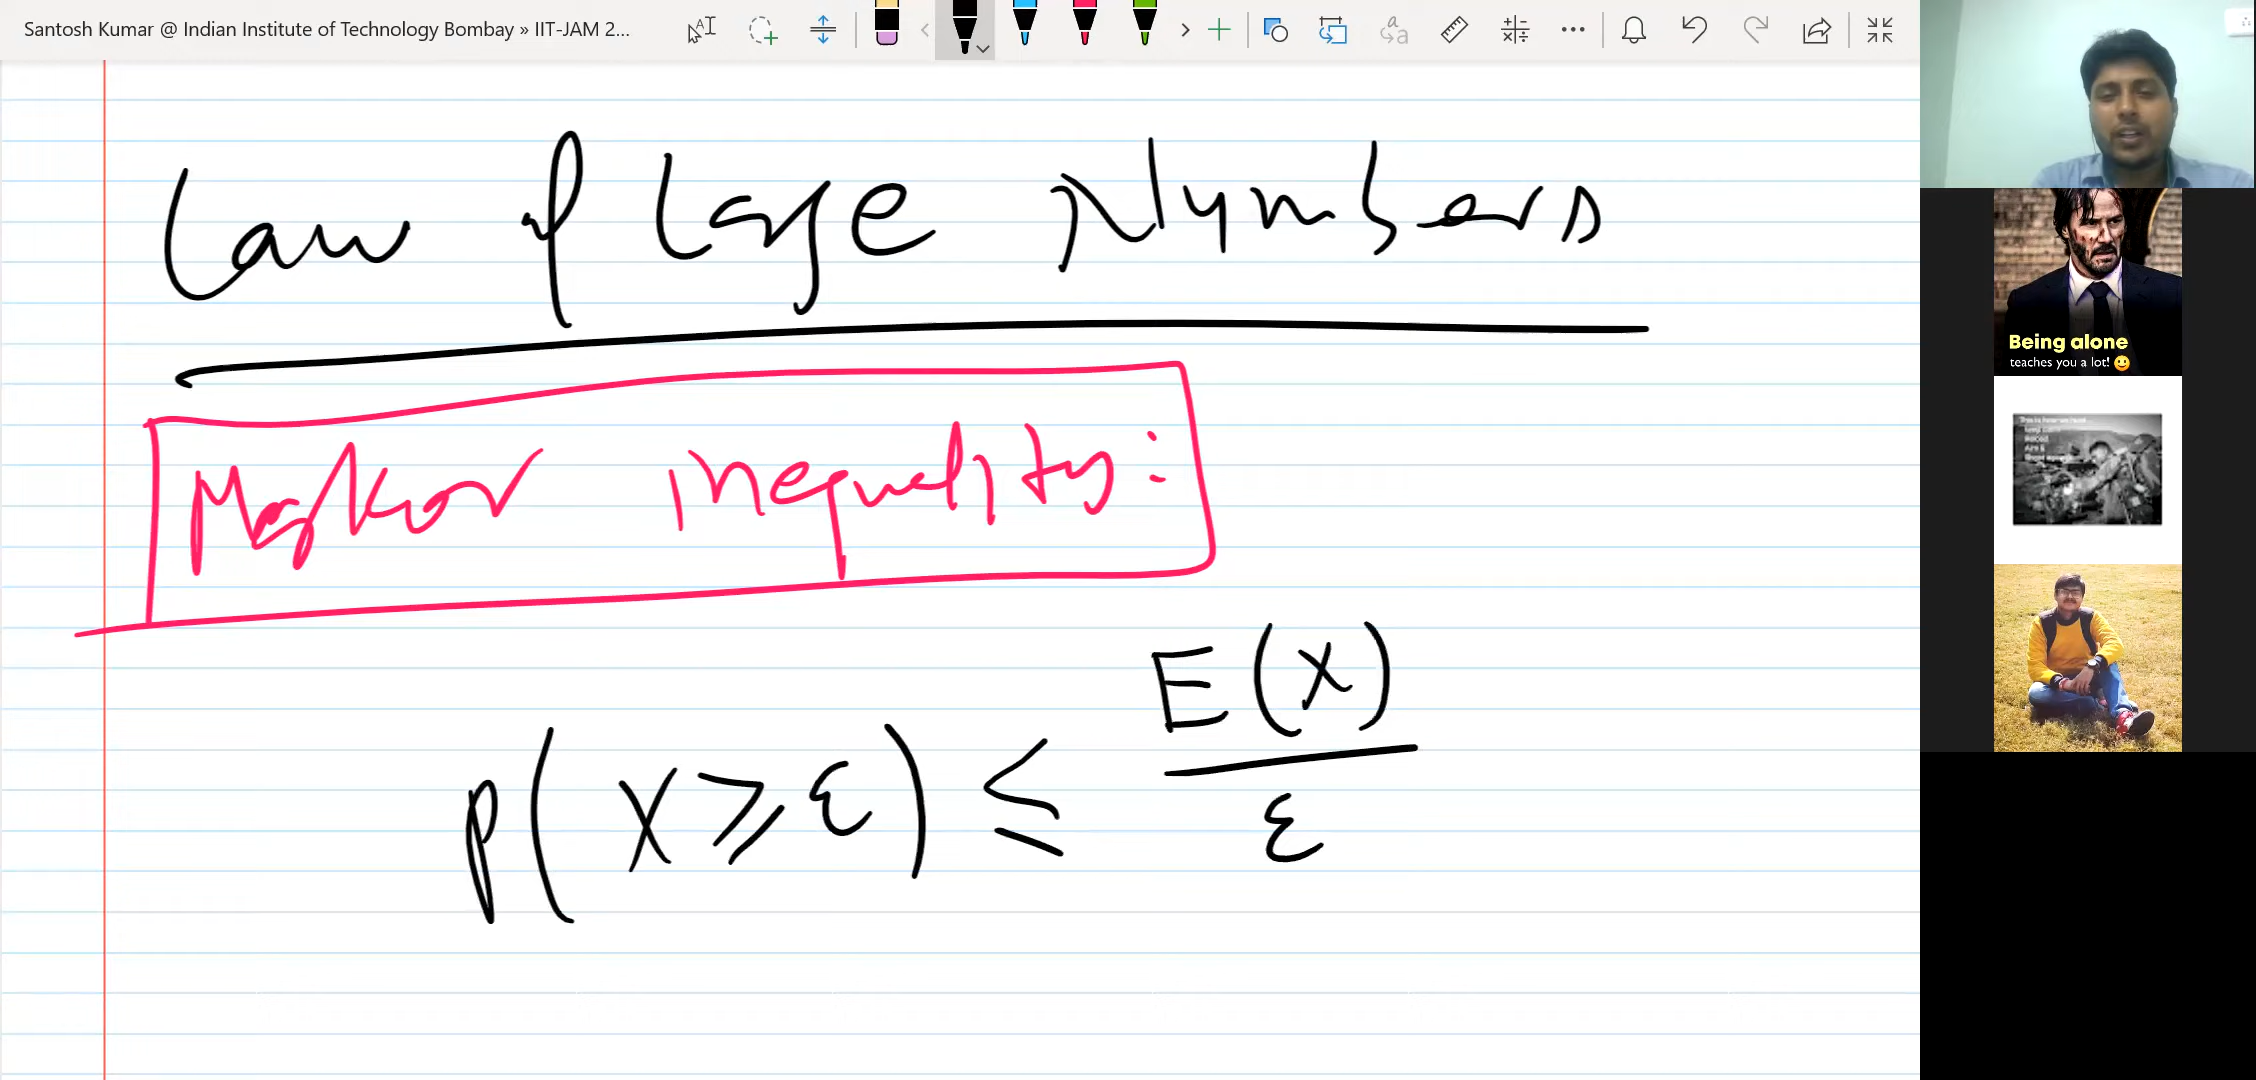 Santosh Kumar @ Indian Institute of Technology Bombay » IIT-JAM 2...
Law of Large Numbers
Markov inequality:
P(X ≥ ε) ≤ E(X) / ε
Being alone
teaches you a lot! 🙂